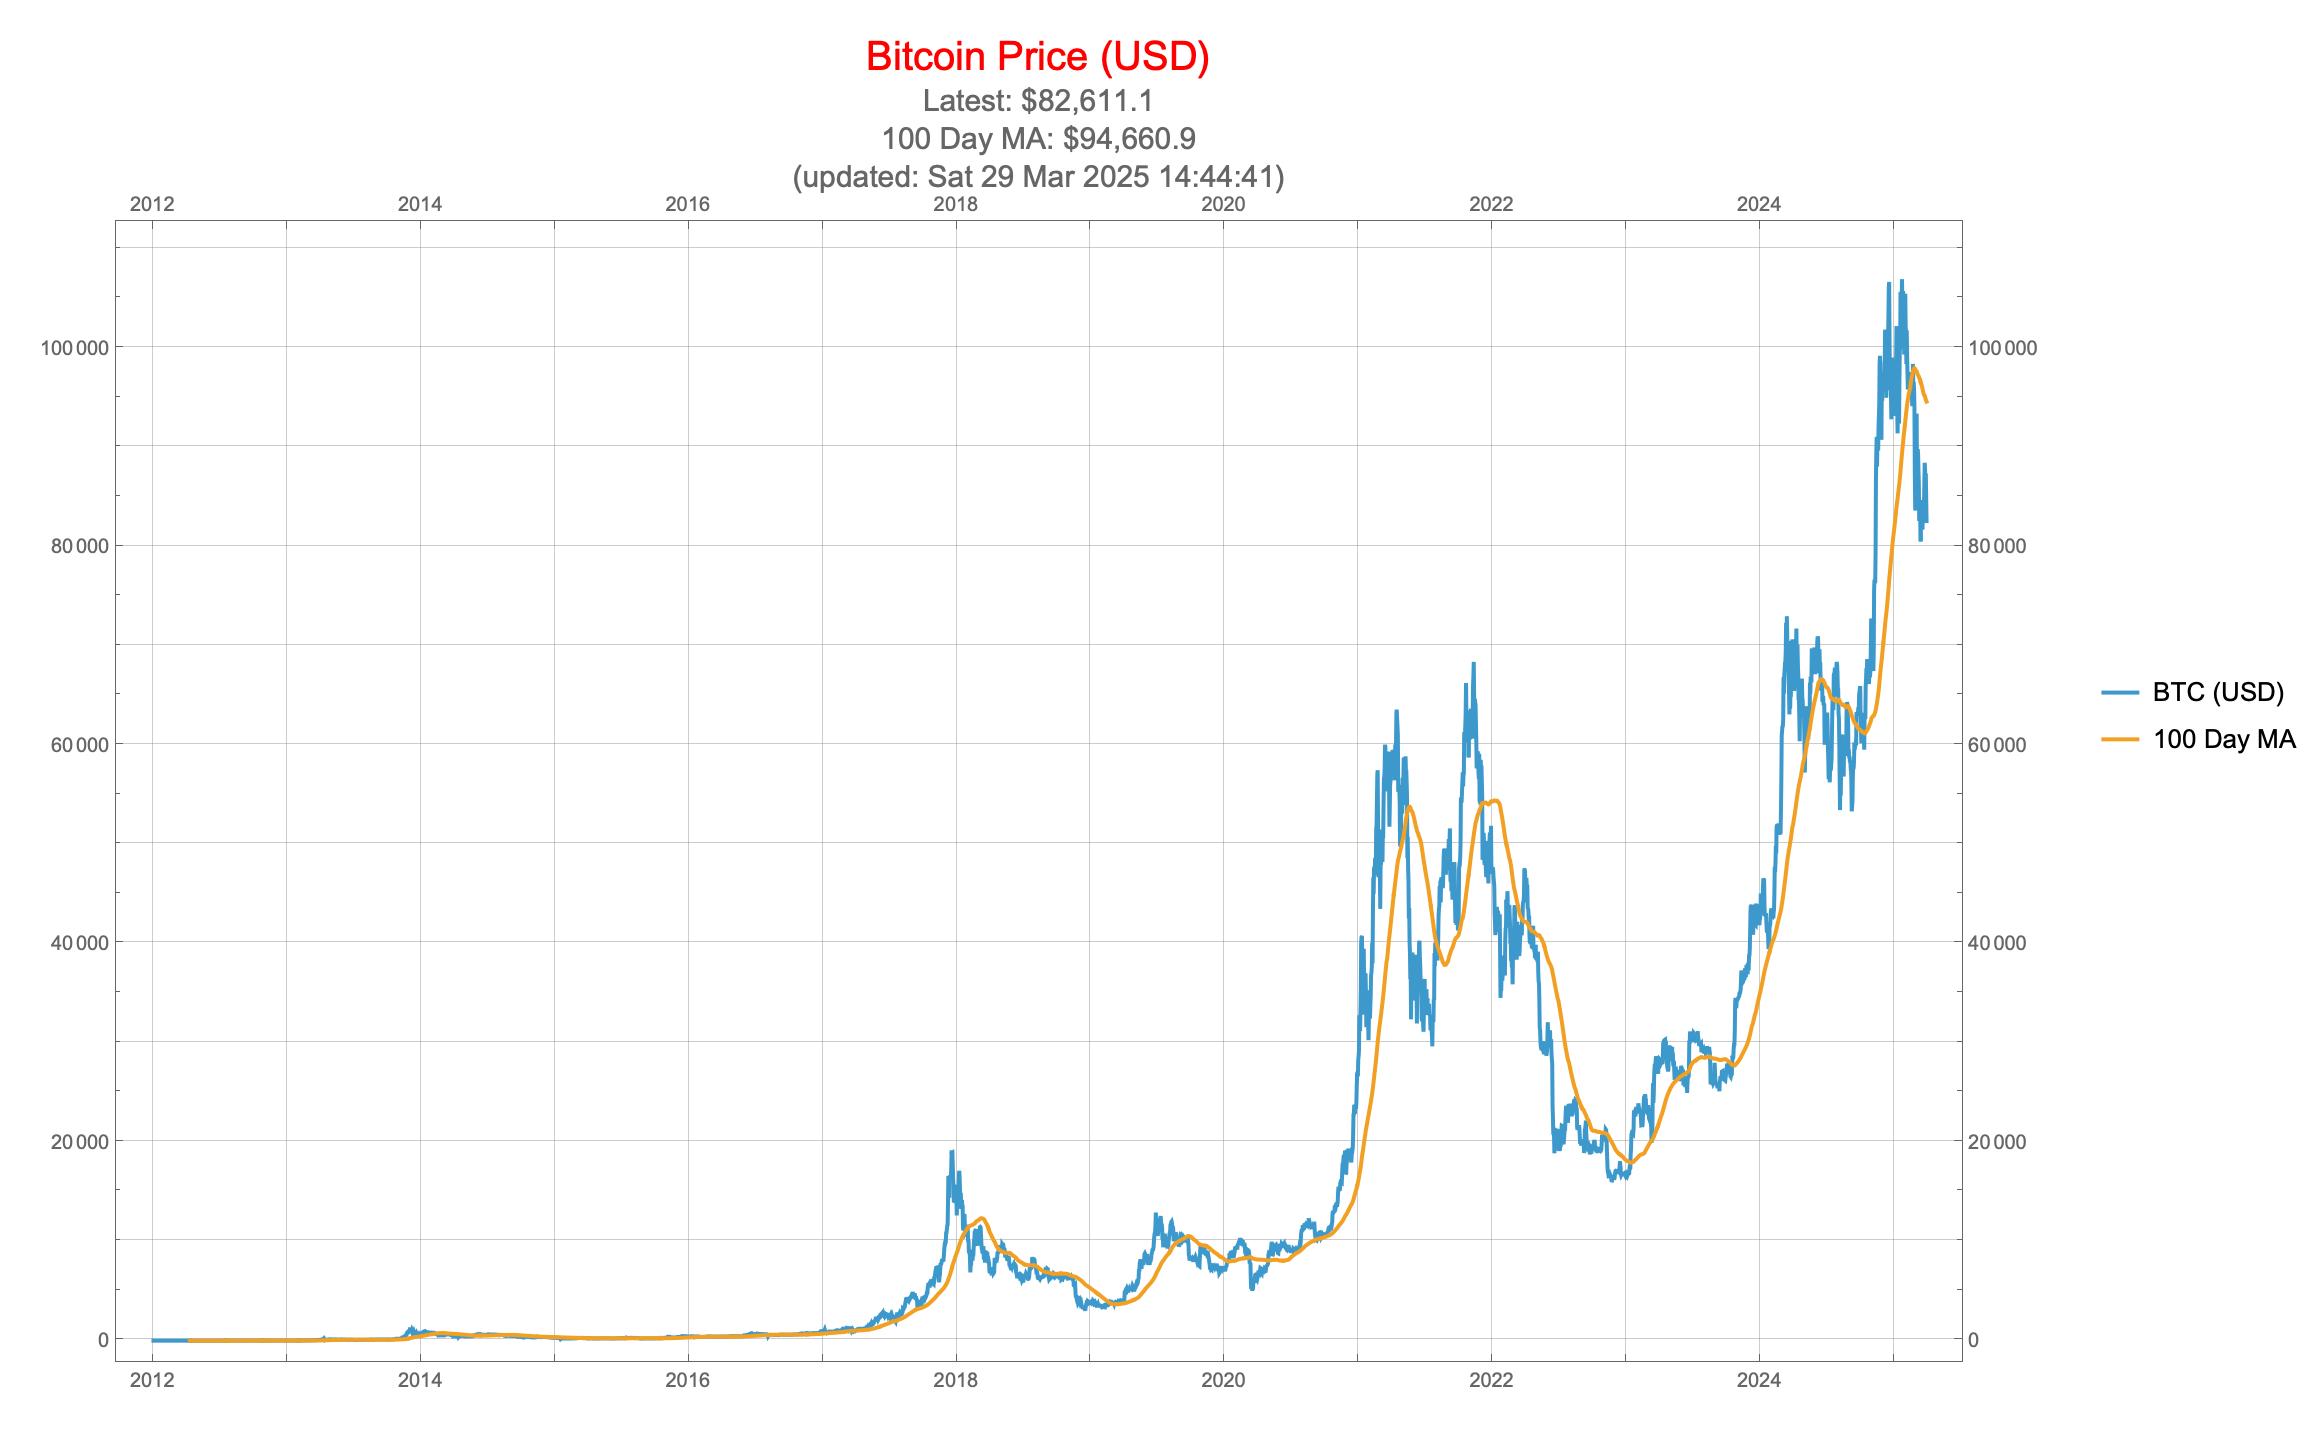 Bitcoin Price (USD)
Latest: $82,611.1
100 Day MA: $94,660.9
(updated: Sat 29 Mar 2025 14:44:41)
2012 2014 2016 2018 2020 2022 2024
100 000 100 000
80 000 80 000
60 000 60 000
40 000 40 000
20 000 20 000
0 0
2012 2014 2016 2018 2020 2022 2024
BTC (USD)
100 Day MA